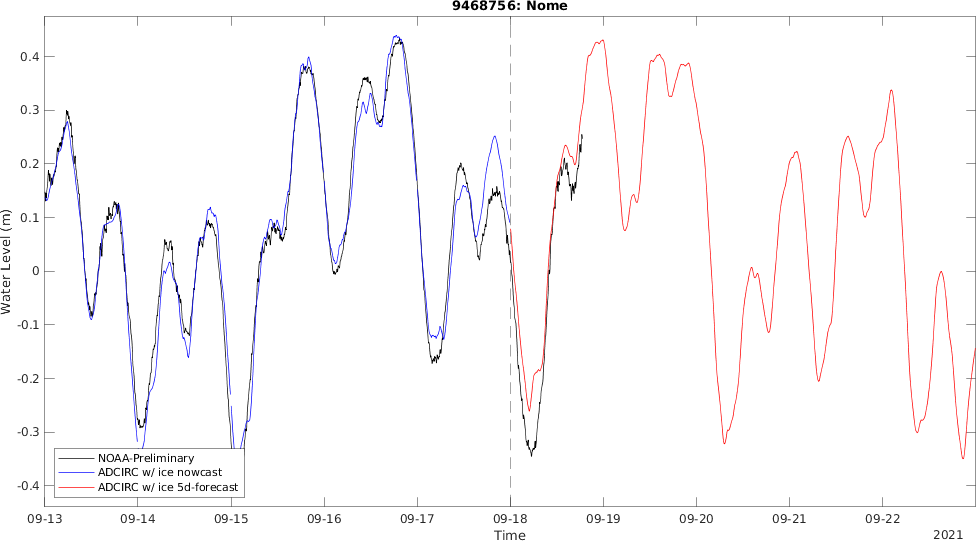 9468756: Nome
Water Level (m)
0.4
0.3
0.2
0.1
0
-0.1
-0.2
-0.3
-0.4
NOAA-Preliminary
ADCIRC w/ ice nowcast
ADCIRC w/ ice 5d-forecast
09-13 09-14 09-15 09-16 09-17 09-18 09-19 09-20 09-21 09-22
Time
2021